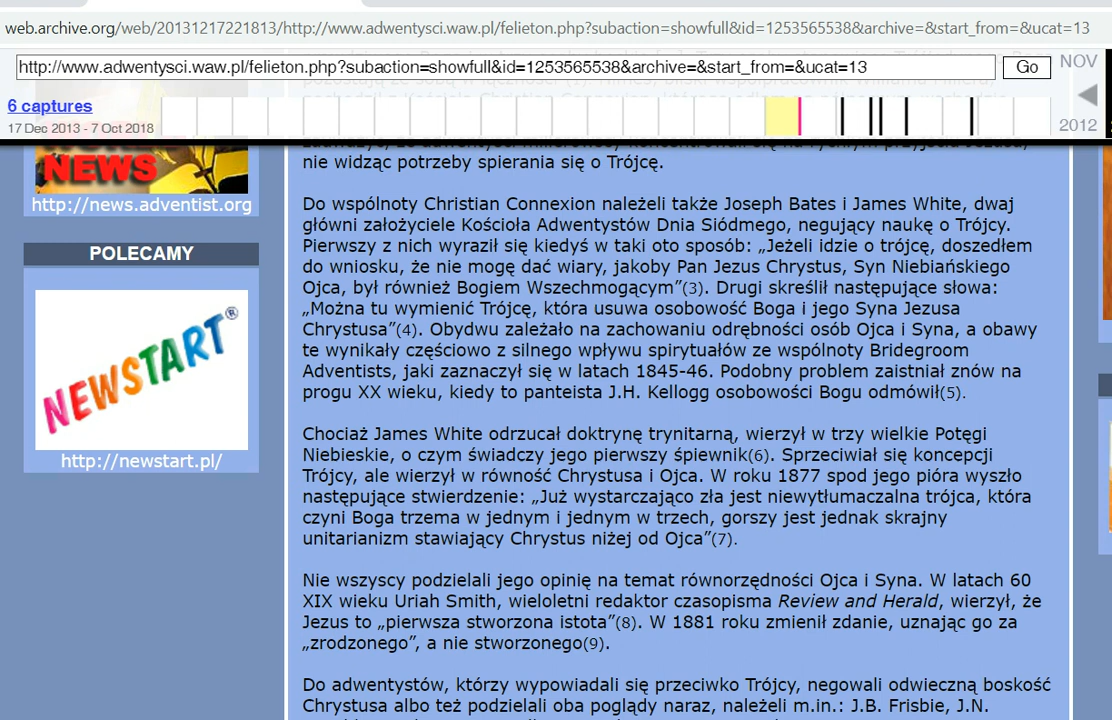 web.archive.org/web/20131217221813/http://www.adwentysci.waw.pl/felieton.php?subaction=showfull&id=1253565538&archive=&start_from=&ucat=13
http://www.adwentysci.waw.pl/felieton.php?subaction=showfull&id=1253565538&archive=&start_from=&ucat=13
Go
NOV
6 captures
17 Dec 2013 - 7 Oct 2018
2012
NEWS
http://news.adventist.org
POLECAMY
NEWSTART®
http://newstart.pl/
nie widząc potrzeby spierania się o Trójcę.
Do wspólnoty Christian Connexion należeli także Joseph Bates i James White, dwaj
główni założyciele Kościoła Adwentystów Dnia Siódmego, negujący naukę o Trójcy.
Pierwszy z nich wyraził się kiedyś w taki oto sposób: „Jeżeli idzie o trójcę, doszedłem
do wniosku, że nie mogę dać wiary, jakoby Pan Jezus Chrystus, Syn Niebiańskiego
Ojca, był również Bogiem Wszechmogącym”(3). Drugi skreślił następujące słowa:
„Można tu wymienić Trójcę, która usuwa osobowość Boga i jego Syna Jezusa
Chrystusa”(4). Obydwu zależało na zachowaniu odrębności osób Ojca i Syna, a obawy
te wynikały częściowo z silnego wpływu spirytuałów ze wspólnoty Bridegroom
Adventists, jaki zaznaczył się w latach 1845-46. Podobny problem zaistniał znów na
progu XX wieku, kiedy to panteista J.H. Kellogg osobowości Bogu odmówił(5).
Chociaż James White odrzucał doktrynę trynitarną, wierzył w trzy wielkie Potęgi
Niebieskie, o czym świadczy jego pierwszy śpiewnik(6). Sprzeciwiał się koncepcji
Trójcy, ale wierzył w równość Chrystusa i Ojca. W roku 1877 spod jego pióra wyszło
następujące stwierdzenie: „Już wystarczająco zła jest niewytłumaczalna trójca, która
czyni Boga trzema w jednym i jednym w trzech, gorszy jest jednak skrajny
unitarianizm stawiający Chrystus niżej od Ojca”(7).
Nie wszyscy podzielali jego opinię na temat równorzędności Ojca i Syna. W latach 60
XIX wieku Uriah Smith, wieloletni redaktor czasopisma Review and Herald, wierzył, że
Jezus to „pierwsza stworzona istota”(8). W 1881 roku zmienił zdanie, uznając go za
„zrodzonego”, a nie stworzonego(9).
Do adwentystów, którzy wypowiadali się przeciwko Trójcy, negowali odwieczną boskość
Chrystusa albo też podzielali oba poglądy naraz, należeli m.in.: J.B. Frisbie, J.N.